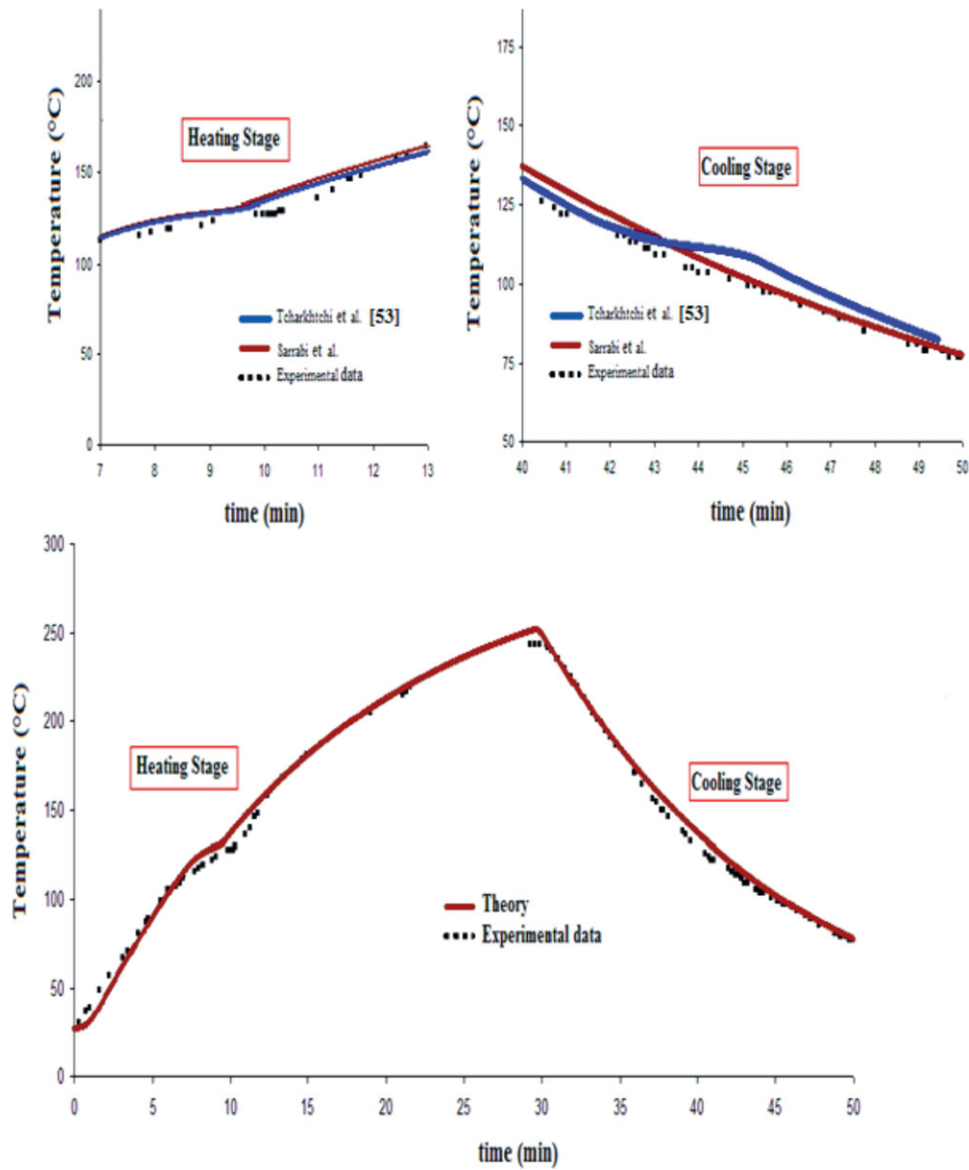 Temperature (°C)
200
150
100
50
0
Heating Stage
Tcharkhtchi et al. [53]
Sarrabi et al.
Experimental data
7 8 9 10 11 12 13
time (min)
Temperature (°C)
175
150
125
100
75
50
Cooling Stage
Tcharkhtchi et al. [53]
Sarrabi et al.
Experimental data
40 41 42 43 44 45 46 47 48 49 50
time (min)
Temperature (°C)
300
250
200
150
100
50
0
Heating Stage
Cooling Stage
Theory
Experimental data
0 5 10 15 20 25 30 35 40 45 50
time (min)